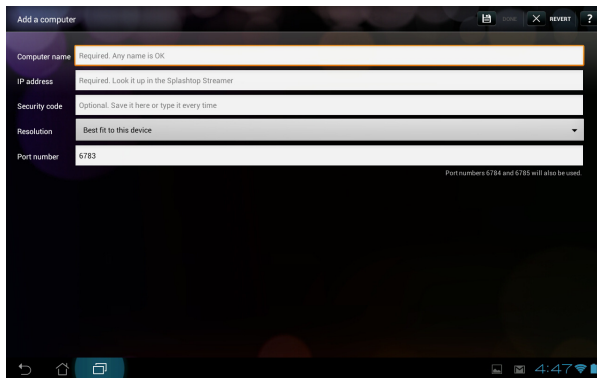 Add a computer DONE REVERT ?
Computer name Required. Any name is OK
IP address Required. Look it up in the Splashtop Streamer
Security code Optional. Save it here or type it every time
Resolution Best fit to this device
Port number 6783
Port numbers 6784 and 6785 will also be used.
4:47